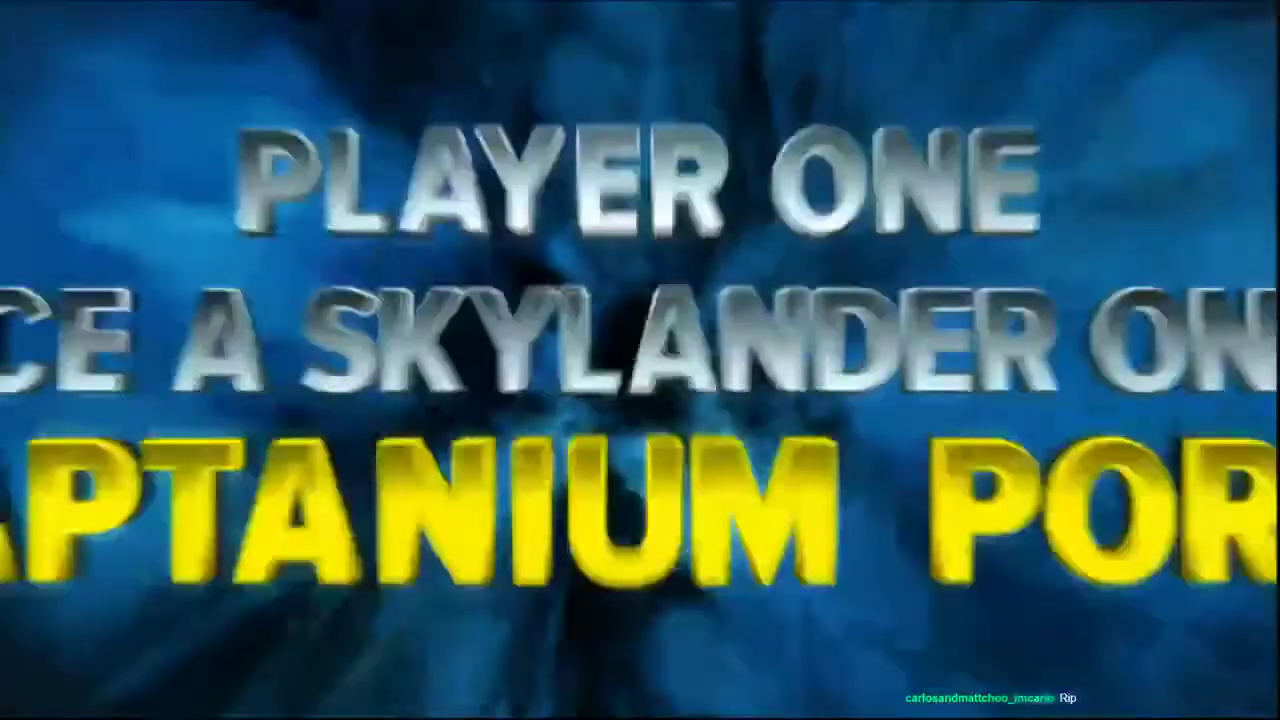 PLAYER ONE
CE A SKYLANDER ON
APTANIUM POR
carlosandmattchoo_imcario Rip